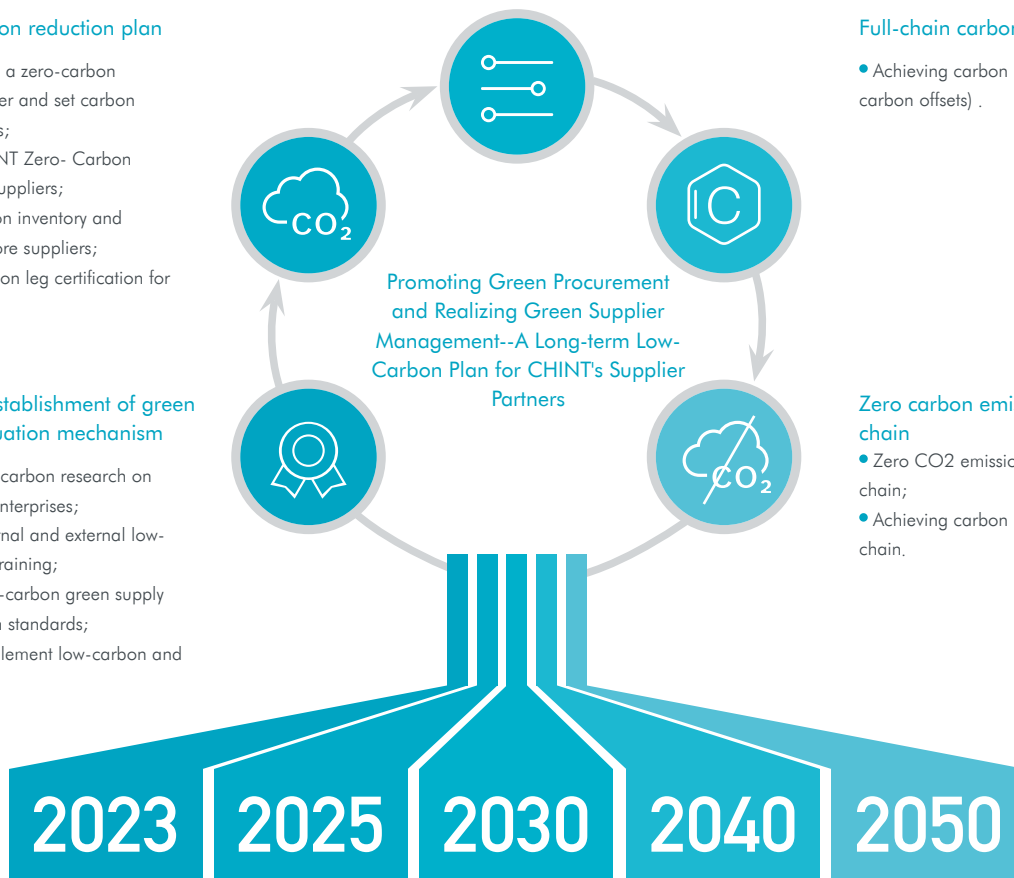 on reduction plan
a zero-carbon
er and set carbon
s;
NT Zero- Carbon
uppliers;
on inventory and
ore suppliers;
on leg certification for
stablishment of green
uation mechanism
carbon research on
nterprises;
nal and external low-
raining;
-carbon green supply
n standards;
lement low-carbon and
CO₂
C
Promoting Green Procurement
and Realizing Green Supplier
Management--A Long-term Low-
Carbon Plan for CHINT's Supplier
Partners
CO₂
Full-chain carbon
• Achieving carbon
carbon offsets) .
Zero carbon emi
chain
• Zero CO2 emissio
chain;
• Achieving carbon
chain.
2023
2025
2030
2040
2050